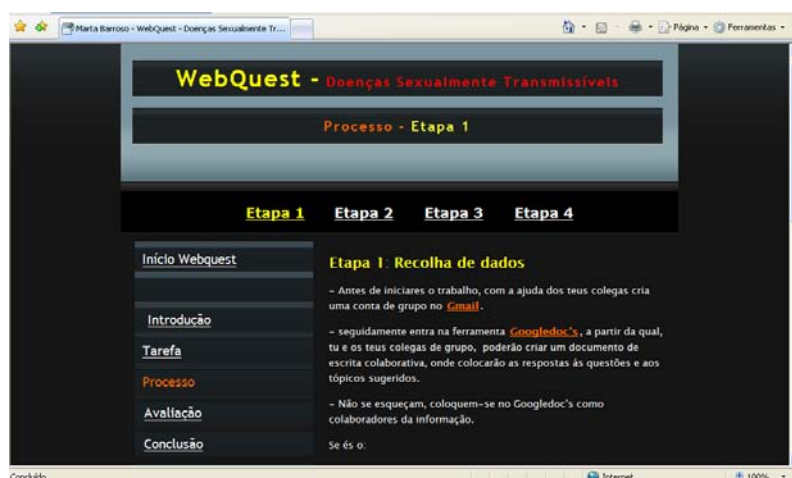 Marta Barroso - WebQuest - Doenças Sexualmente Tr...
Página
Ferramentas
WebQuest - Doenças Sexualmente Transmissíveis
Processo - Etapa 1
Etapa 1 Etapa 2 Etapa 3 Etapa 4
Início Webquest
Introdução
Tarefa
Processo
Avaliação
Conclusão
Etapa 1: Recolha de dados
- Antes de iniciares o trabalho, com a ajuda dos teus colegas cria
uma conta de grupo no Gmail.
- seguidamente entra na ferramenta Googledoc's, a partir da qual,
tu e os teus colegas de grupo, poderão criar um documento de
escrita colaborativa, onde colocarão as respostas ás questões e aos
tópicos sugeridos.
- Não se esqueçam, coloquem-se no Googledoc's como
colaboradores da informação.
Se és o:
Concluído
Internet
100%